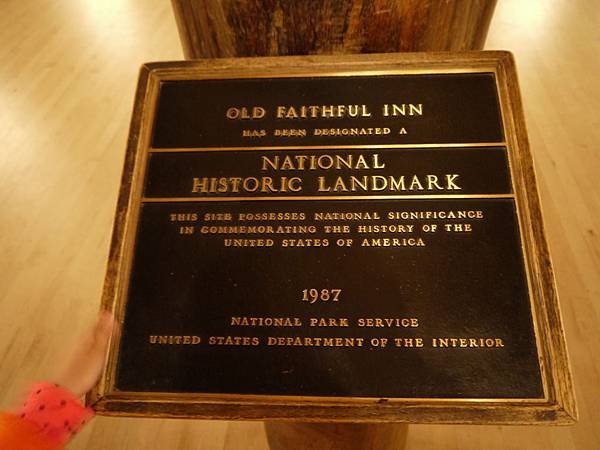 OLD FAITHFUL INN
HAS BEEN DESIGNATED A
NATIONAL
HISTORIC LANDMARK
THIS SITE POSSESSES NATIONAL SIGNIFICANCE
IN COMMEMORATING THE HISTORY OF THE
UNITED STATES OF AMERICA
1987
NATIONAL PARK SERVICE
UNITED STATES DEPARTMENT OF THE INTERIOR